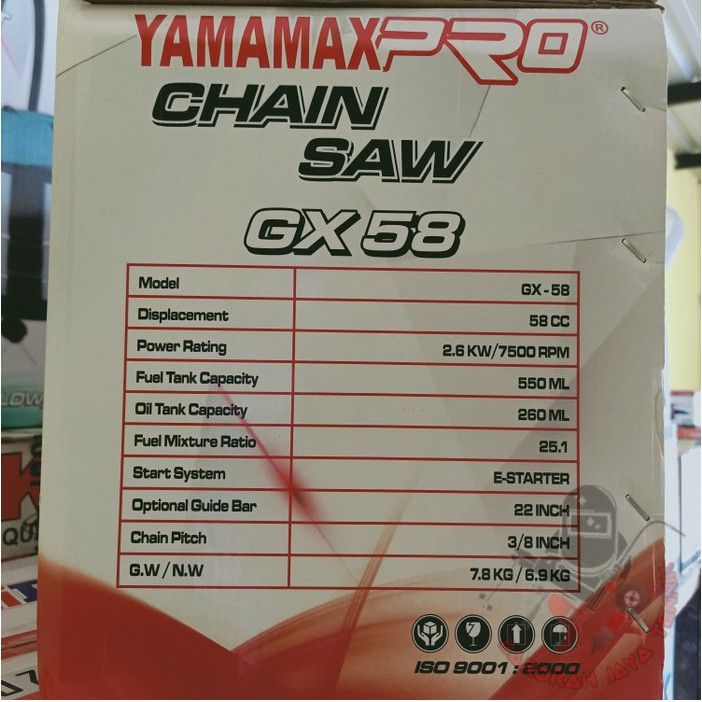 YAMAMAXPRO®
CHAIN
SAW
GX 58
Model GX - 58
Displacement 58 CC
Power Rating 2.6 KW/7500 RPM
Fuel Tank Capacity 550 ML
Oil Tank Capacity 260 ML
Fuel Mixture Ratio 25.1
Start System E-STARTER
Optional Guide Bar 22 INCH
Chain Pitch 3/8 INCH
G.W / N.W 7.8 KG / 6.9 KG
ISO 9001 : 2000
JAYA